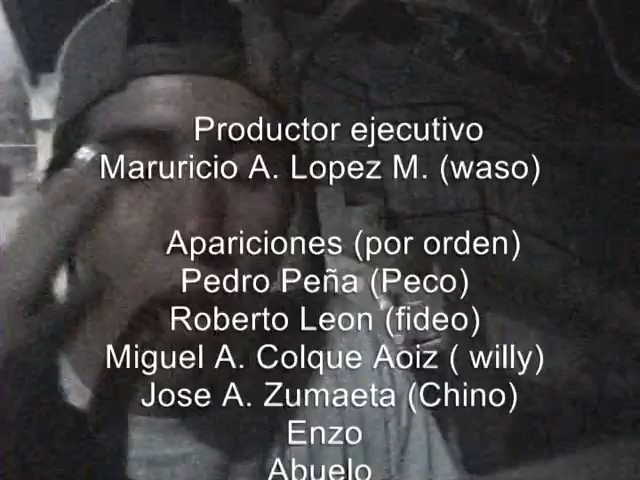 Productor ejecutivo
Maruricio A. Lopez M. (waso)
Apariciones (por orden)
Pedro Peña (Peco)
Roberto Leon (fideo)
Miguel A. Colque Aoiz ( willy)
Jose A. Zumaeta (Chino)
Enzo
Abuelo